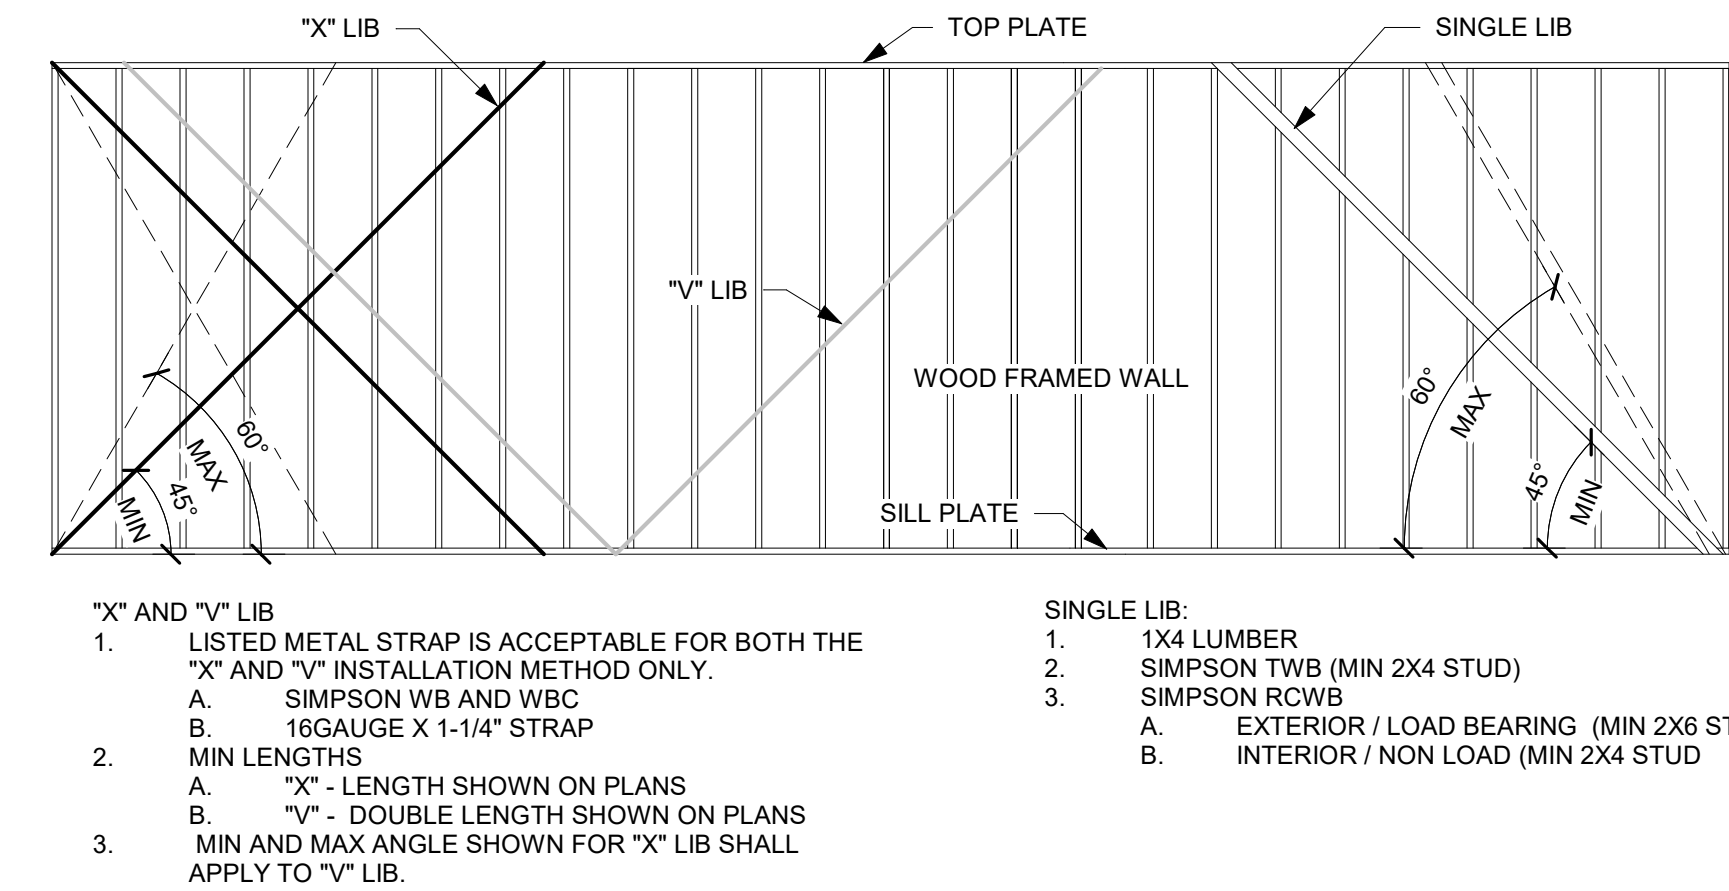 "X" LIB
TOP PLATE
SINGLE LIB
"V" LIB
WOOD FRAMED WALL
SILL PLATE
60°
MAX
45°
MIN
60°
MAX
45°
MIN
"X" AND "V" LIB
1. LISTED METAL STRAP IS ACCEPTABLE FOR BOTH THE
"X" AND "V" INSTALLATION METHOD ONLY.
A. SIMPSON WB AND WBC
B. 16GAUGE X 1-1/4" STRAP
2. MIN LENGTHS
A. "X" - LENGTH SHOWN ON PLANS
B. "V" - DOUBLE LENGTH SHOWN ON PLANS
3. MIN AND MAX ANGLE SHOWN FOR "X" LIB SHALL
APPLY TO "V" LIB.
SINGLE LIB:
1. 1X4 LUMBER
2. SIMPSON TWB (MIN 2X4 STUD)
3. SIMPSON RCWB
A. EXTERIOR / LOAD BEARING (MIN 2X6
B. INTERIOR / NON LOAD (MIN 2X4 STUD